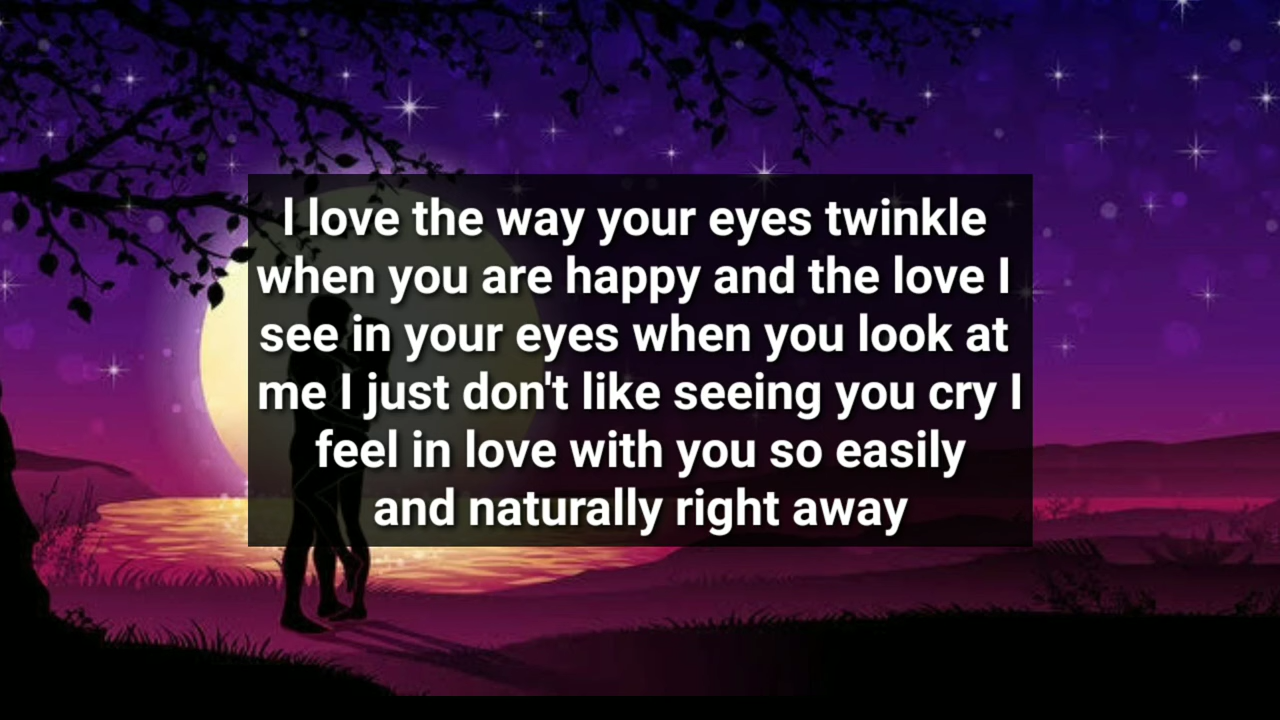 I love the way your eyes twinkle
when you are happy and the love I
see in your eyes when you look at
me I just don't like seeing you cry I
feel in love with you so easily
and naturally right away